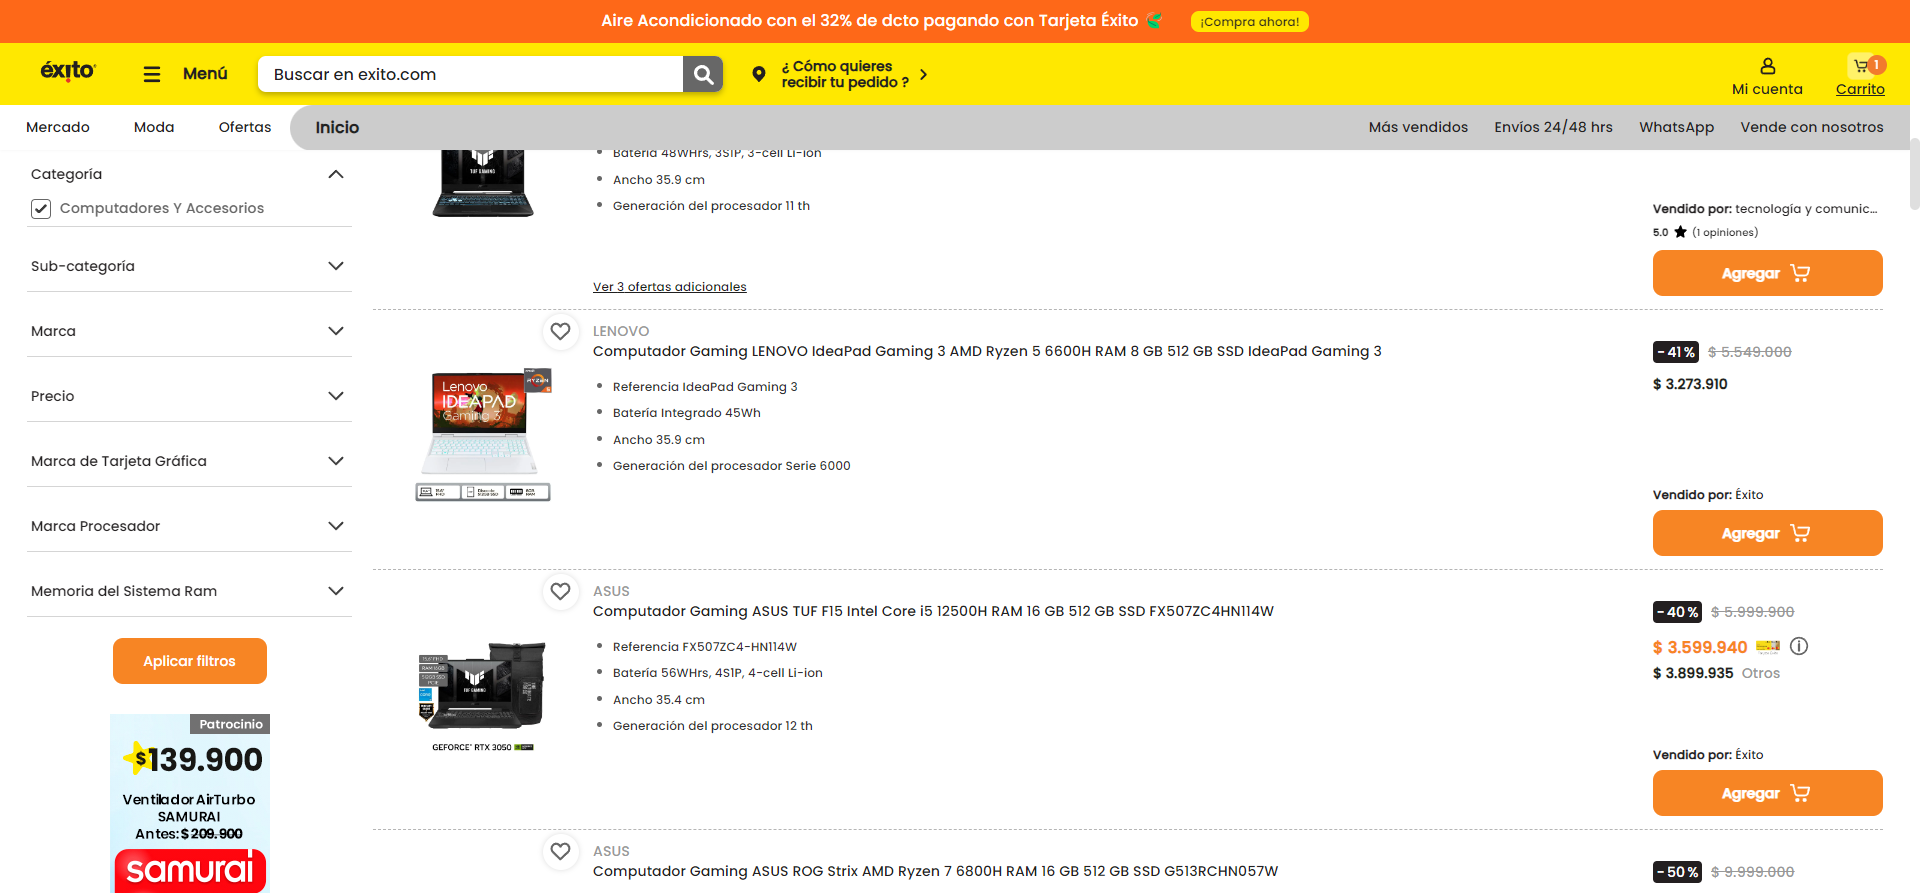 Aire Acondicionado con el 32% de dcto pagando con Tarjeta Éxito
¡Compra ahora!
éxito
Menú
Buscar en exito.com
¿ Cómo quieres
recibir tu pedido ?
Mi cuenta
1
Carrito
Mercado
Moda
Ofertas
Inicio
Más vendidos
Envíos 24/48 hrs
WhatsApp
Vende con nosotros
Categoría
Computadores Y Accesorios
Sub-categoría
Marca
Precio
Marca de Tarjeta Gráfica
Marca Procesador
Memoria del Sistema Ram
Aplicar filtros
Patrocinio
$139.900
Ventilador AirTurbo
SAMURAI
Antes: $ 209.900
samurai
TUF GAMING
Batería 48WHrs, 3S1P, 3-cell Li-ion
Ancho 35.9 cm
Generación del procesador 11 th
Ver 3 ofertas adicionales
Vendido por: tecnología y comunic...
5.0 (1 opiniones)
Agregar
LENOVO
Computador Gaming LENOVO IdeaPad Gaming 3 AMD Ryzen 5 6600H RAM 8 GB 512 GB SSD IdeaPad Gaming 3
Lenovo
IDEAPAD
Gaming 3
RYZEN
Referencia IdeaPad Gaming 3
Batería Integrado 45Wh
Ancho 35.9 cm
Generación del procesador Serie 6000
- 41 % $ 5.549.000
$ 3.273.910
Vendido por: Éxito
Agregar
ASUS
Computador Gaming ASUS TUF F15 Intel Core i5 12500H RAM 16 GB 512 GB SSD FX507ZC4HN114W
TUF GAMING
GEFORCE® RTX 3050
Referencia FX507ZC4-HN114W
Batería 56WHrs, 4S1P, 4-cell Li-ion
Ancho 35.4 cm
Generación del procesador 12 th
- 40 % $ 5.999.900
$ 3.599.940
$ 3.899.935 Otros
Vendido por: Éxito
Agregar
ASUS
Computador Gaming ASUS ROG Strix AMD Ryzen 7 6800H RAM 16 GB 512 GB SSD G513RCHN057W
- 50 % $ 9.999.000